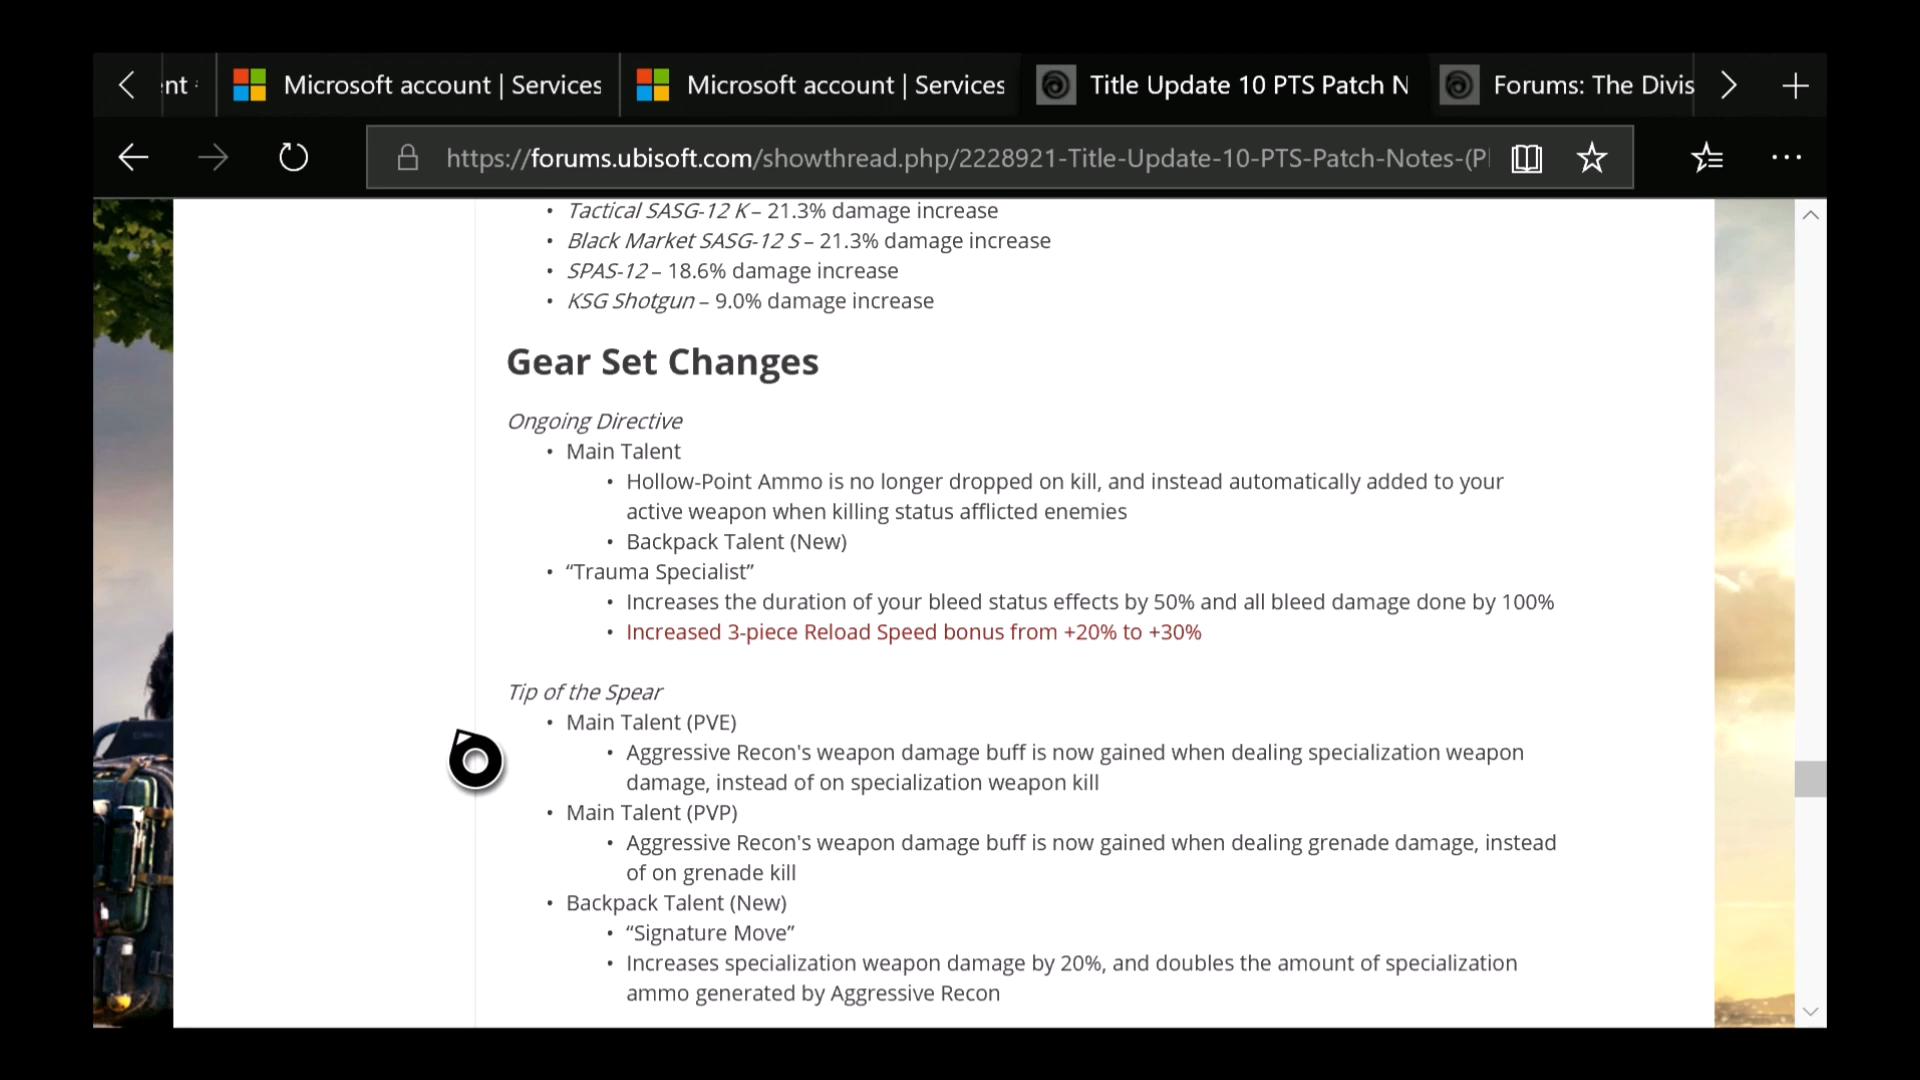 nt
Microsoft account | Services
Microsoft account | Services
Title Update 10 PTS Patch N
Forums: The Divis
https://forums.ubisoft.com/showthread.php/2228921-Title-Update-10-PTS-Patch-Notes-(P
• Tactical SASG-12 K – 21.3% damage increase
• Black Market SASG-12 S – 21.3% damage increase
• SPAS-12 – 18.6% damage increase
• KSG Shotgun – 9.0% damage increase
Gear Set Changes
Ongoing Directive
• Main Talent
• Hollow-Point Ammo is no longer dropped on kill, and instead automatically added to your
active weapon when killing status afflicted enemies
• Backpack Talent (New)
• “Trauma Specialist”
• Increases the duration of your bleed status effects by 50% and all bleed damage done by 100%
• Increased 3-piece Reload Speed bonus from +20% to +30%
Tip of the Spear
• Main Talent (PVE)
• Aggressive Recon's weapon damage buff is now gained when dealing specialization weapon
damage, instead of on specialization weapon kill
• Main Talent (PVP)
• Aggressive Recon's weapon damage buff is now gained when dealing grenade damage, instead
of on grenade kill
• Backpack Talent (New)
• “Signature Move”
• Increases specialization weapon damage by 20%, and doubles the amount of specialization
ammo generated by Aggressive Recon